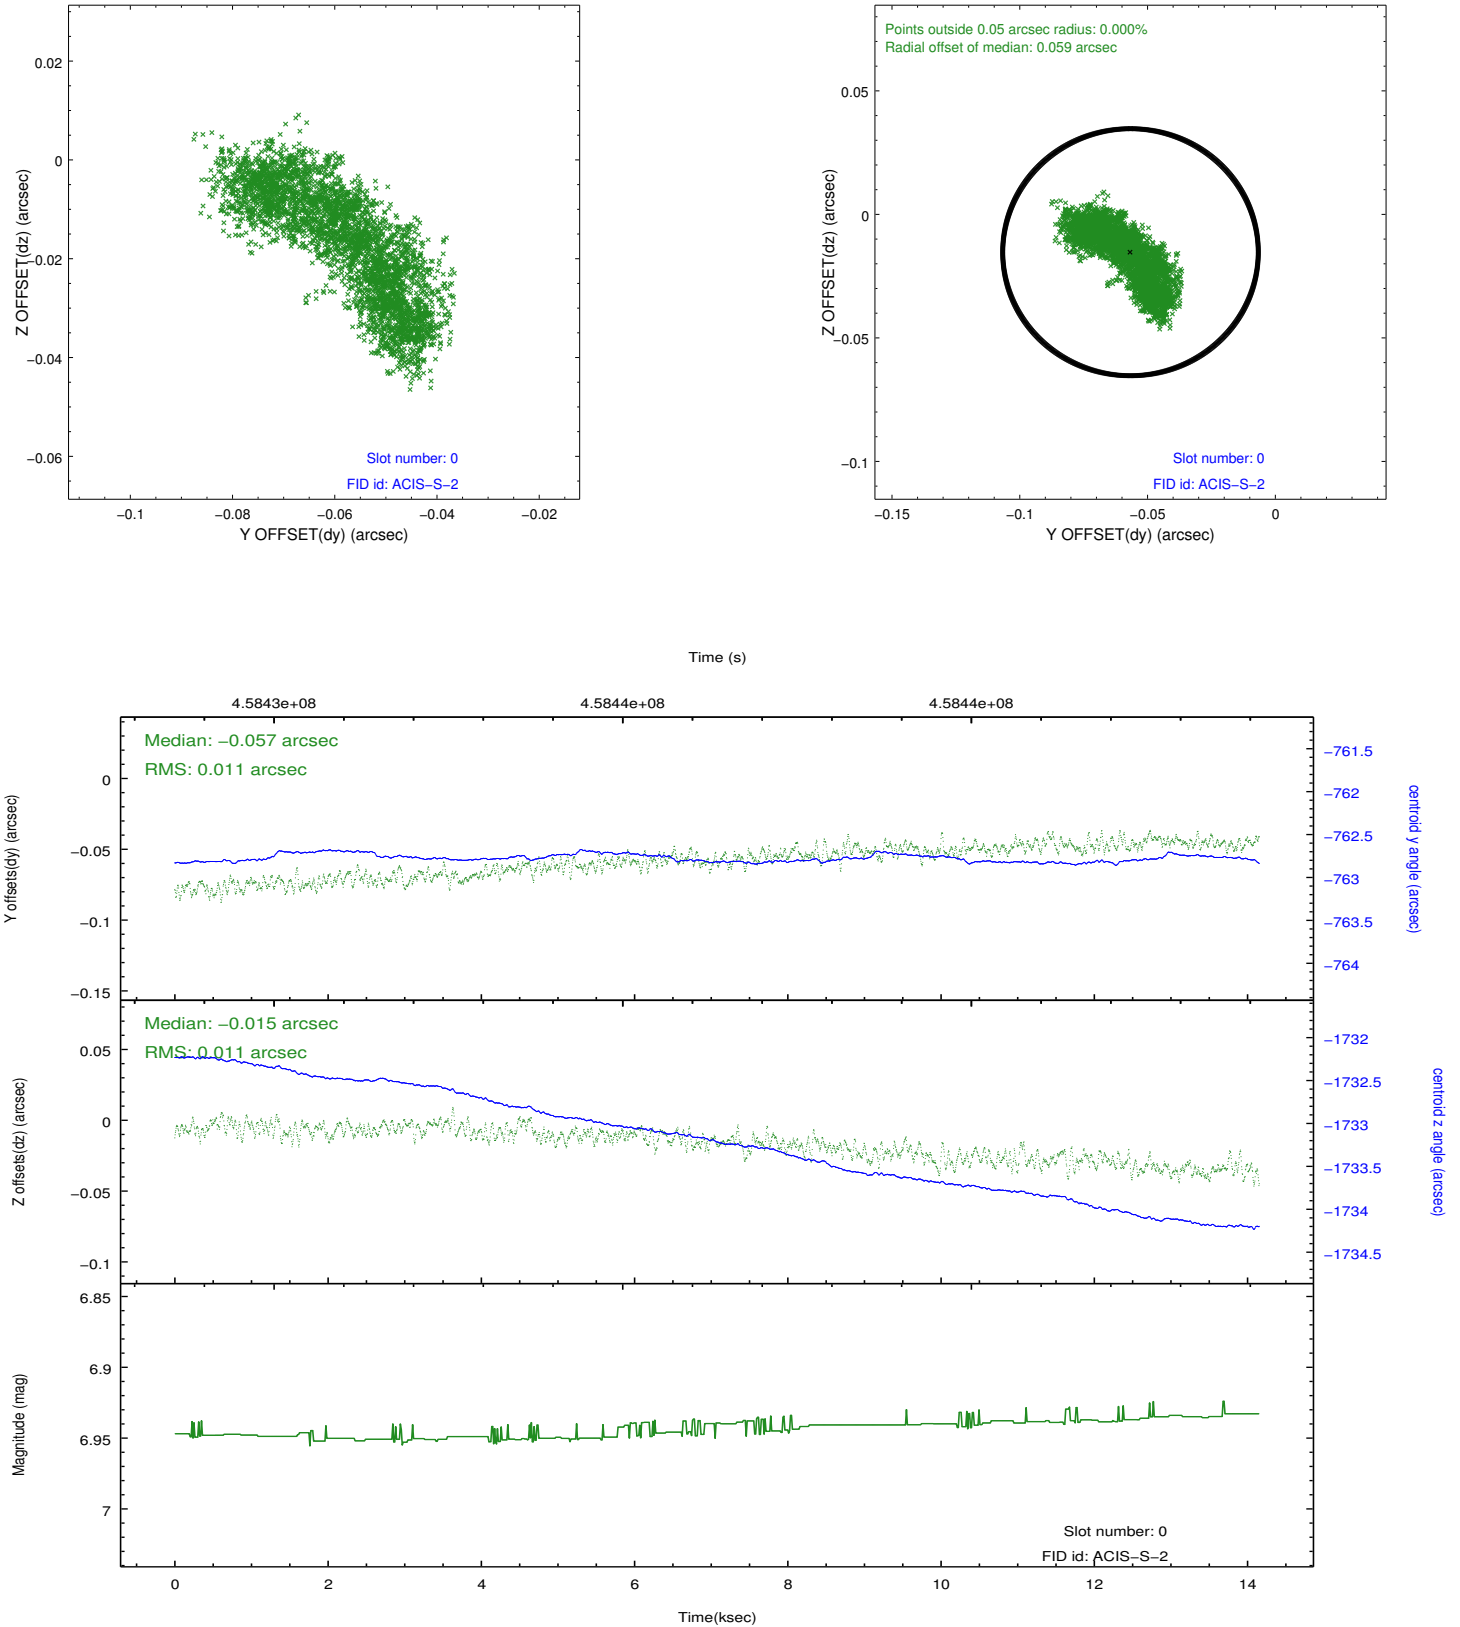 0.02
0
−0.02
−0.04
−0.06
Z OFFSET(dz) (arcsec)
Slot number: 0
FID id: ACIS−S−2
−0.1
−0.08
−0.06
−0.04
−0.02
Y OFFSET(dy) (arcsec)
Points outside 0.05 arcsec radius: 0.000%
Radial offset of median: 0.059 arcsec
0.05
0
−0.05
−0.1
Z OFFSET(dz) (arcsec)
Slot number: 0
FID id: ACIS−S−2
−0.15
−0.1
−0.05
0
Y OFFSET(dy) (arcsec)
Time (s)
4.5843e+08
4.5844e+08
4.5844e+08
Median: −0.057 arcsec
RMS: 0.011 arcsec
0
−0.05
−0.1
−0.15
Y offsets(dy) (arcsec)
−761.5
−762
−762.5
−763
−763.5
−764
centroid y angle (arcsec)
Median: −0.015 arcsec
RMS: 0.011 arcsec
0.05
0
−0.05
−0.1
Z offsets(dz) (arcsec)
−1732
−1732.5
−1733
−1733.5
−1734
−1734.5
centroid z angle (arcsec)
6.85
6.9
6.95
7
Magnitude (mag)
Slot number: 0
FID id: ACIS−S−2
0
2
4
6
8
10
12
14
Time(ksec)